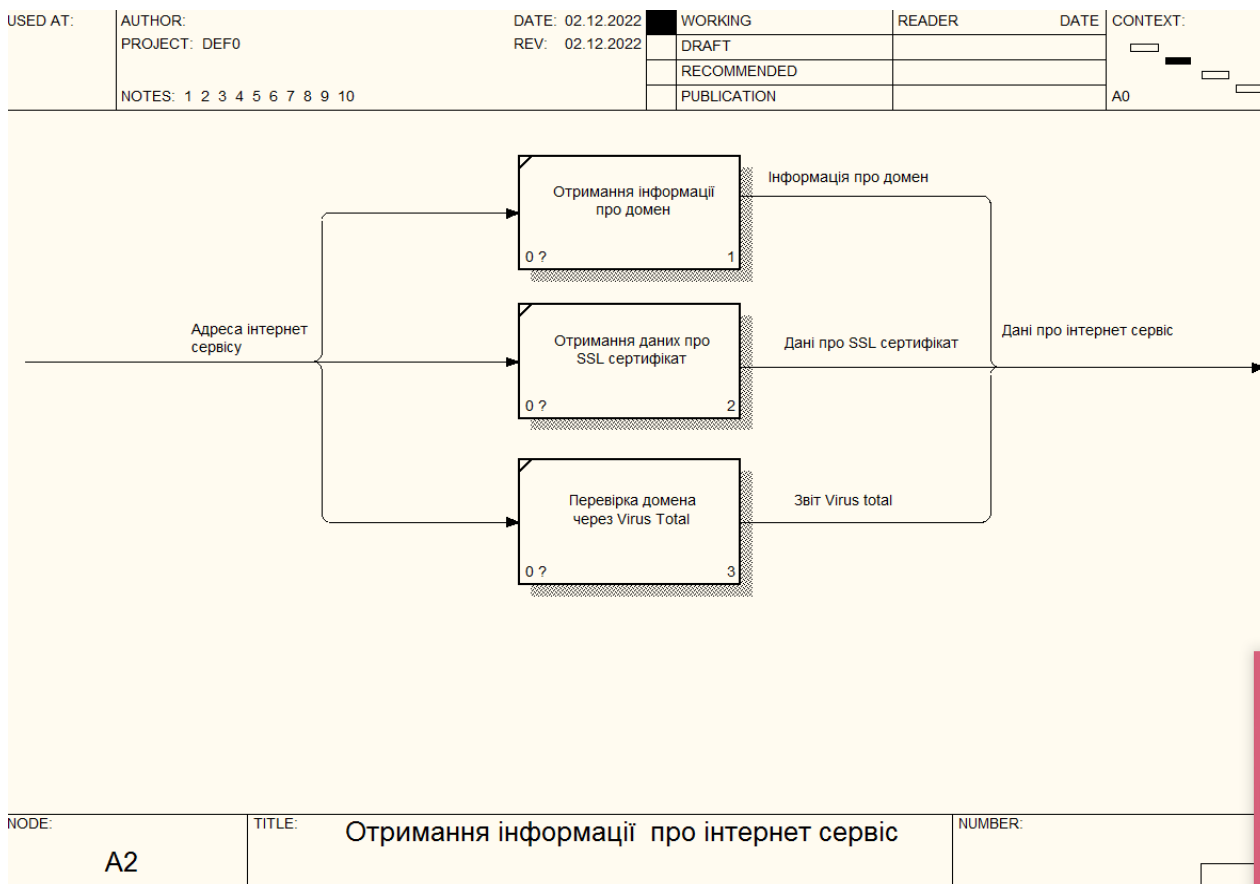 USED AT:
AUTHOR:
DATE: 02.12.2022
WORKING
READER
DATE
CONTEXT:
PROJECT: DEF0
REV: 02.12.2022
DRAFT
RECOMMENDED
NOTES: 1 2 3 4 5 6 7 8 9 10
PUBLICATION
A0
Отримання інформації
про домен
0 ?
1
Інформація про домен
Адреса інтернет
сервісу
Отримання даних про
SSL сертифікат
0 ?
2
Дані про SSL сертифікат
Дані про інтернет сервіс
Перевірка домена
через Virus Total
0 ?
3
Звіт Virus total
NODE:
A2
TITLE:
Отримання інформації про інтернет сервіс
NUMBER: